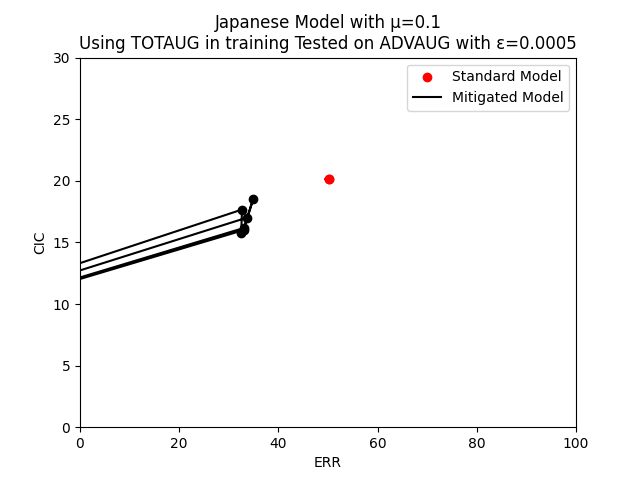 Japanese Model with μ=0.1
Using TOTAUG in training Tested on ADVAUG with ε=0.0005
Standard Model
Mitigated Model
30
25
20
15
10
5
0
CIC
0 20 40 60 80 100
ERR